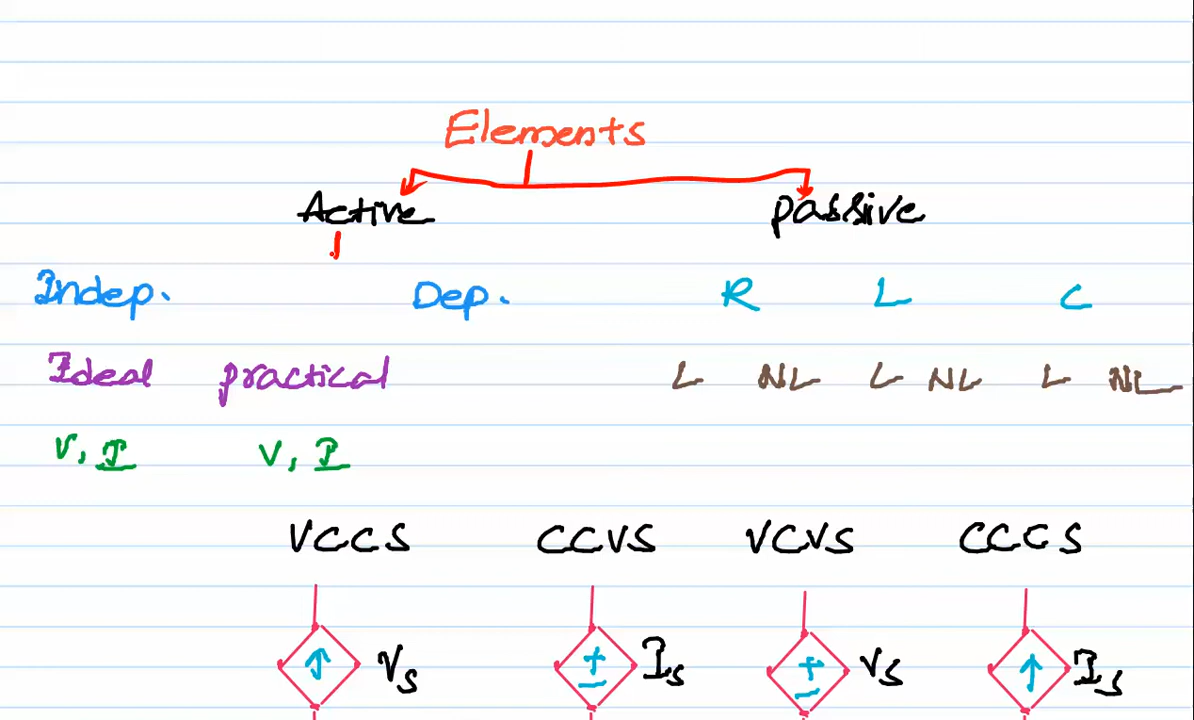 Elements
Active passive
Indep. Dep. R L C
Ideal practical L NL L NL L NL
V, I V, I
VCCS CCVS VCVS CCCS
↑ Vs ± Is ± Vs ↑ Is